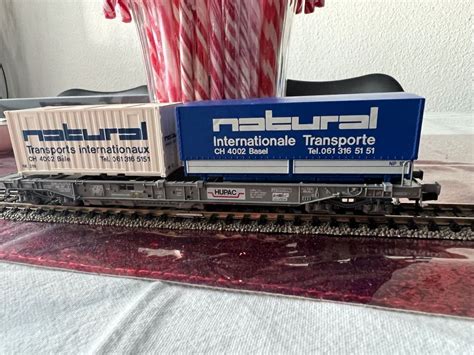 natural
Transports internationaux
CH 4002 Bâle Tel. 061 316 5151
natural
Internationale Transporte
CH 4002 Basel Tel. 061 316 51 51
HUPAC